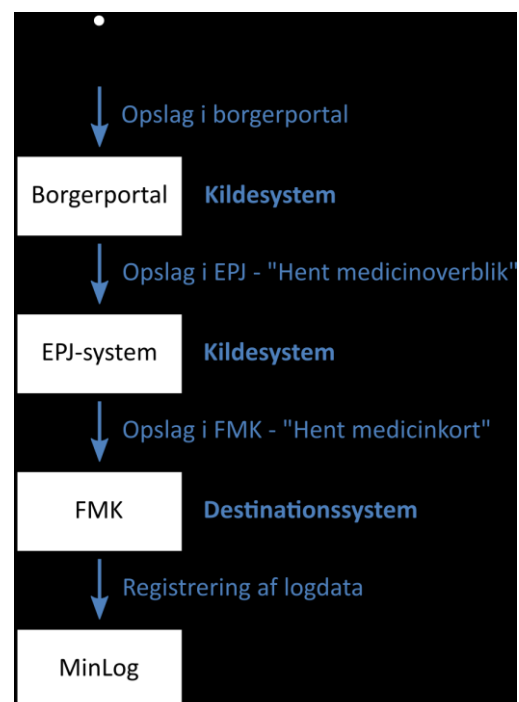 Opslag i borgerportal
Borgerportal Kildesystem
Opslag i EPJ - "Hent medicinoverblik"
EPJ-system Kildesystem
Opslag i FMK - "Hent medicinkort"
FMK Destinationssystem
Registrering af logdata
MinLog